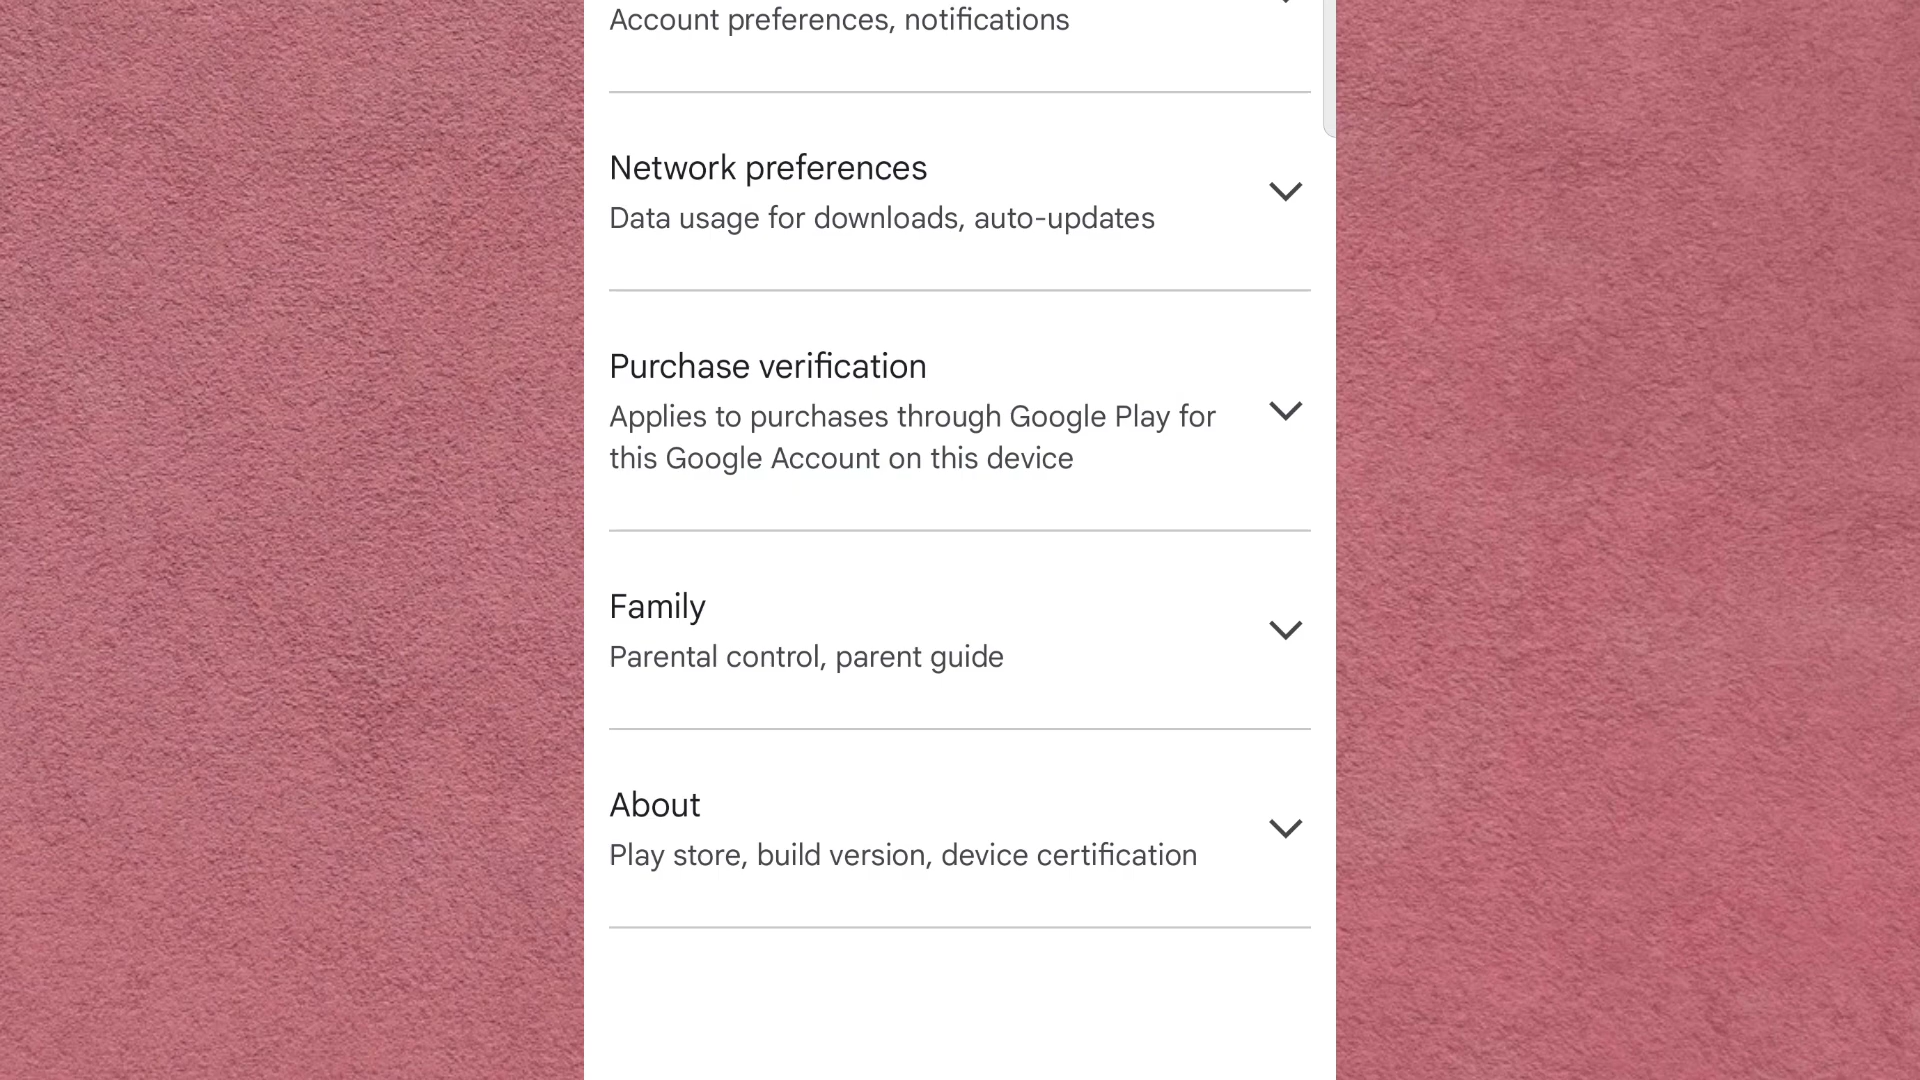 Account preferences, notifications
Network preferences
Data usage for downloads, auto-updates
Purchase verification
Applies to purchases through Google Play for
this Google Account on this device
Family
Parental control, parent guide
About
Play store, build version, device certification